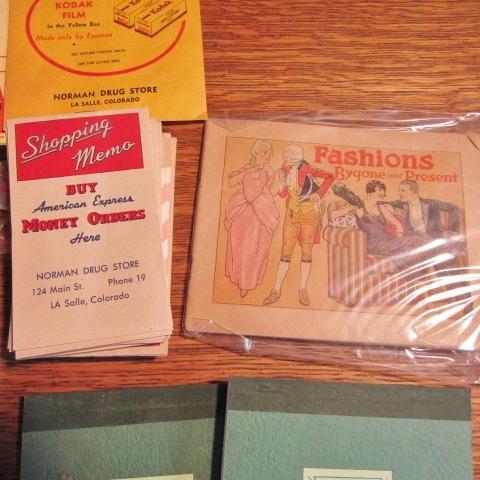 KODAK
FILM
in the Yellow Box
Made only by Eastman
NORMAN DRUG STORE
LA SALLE, COLORADO
Kodak
Shopping
Memo
BUY
American Express
MONEY ORDERS
Here
NORMAN DRUG STORE
124 Main St. Phone 19
La Salle, Colorado
Fashions
Bygone and Present